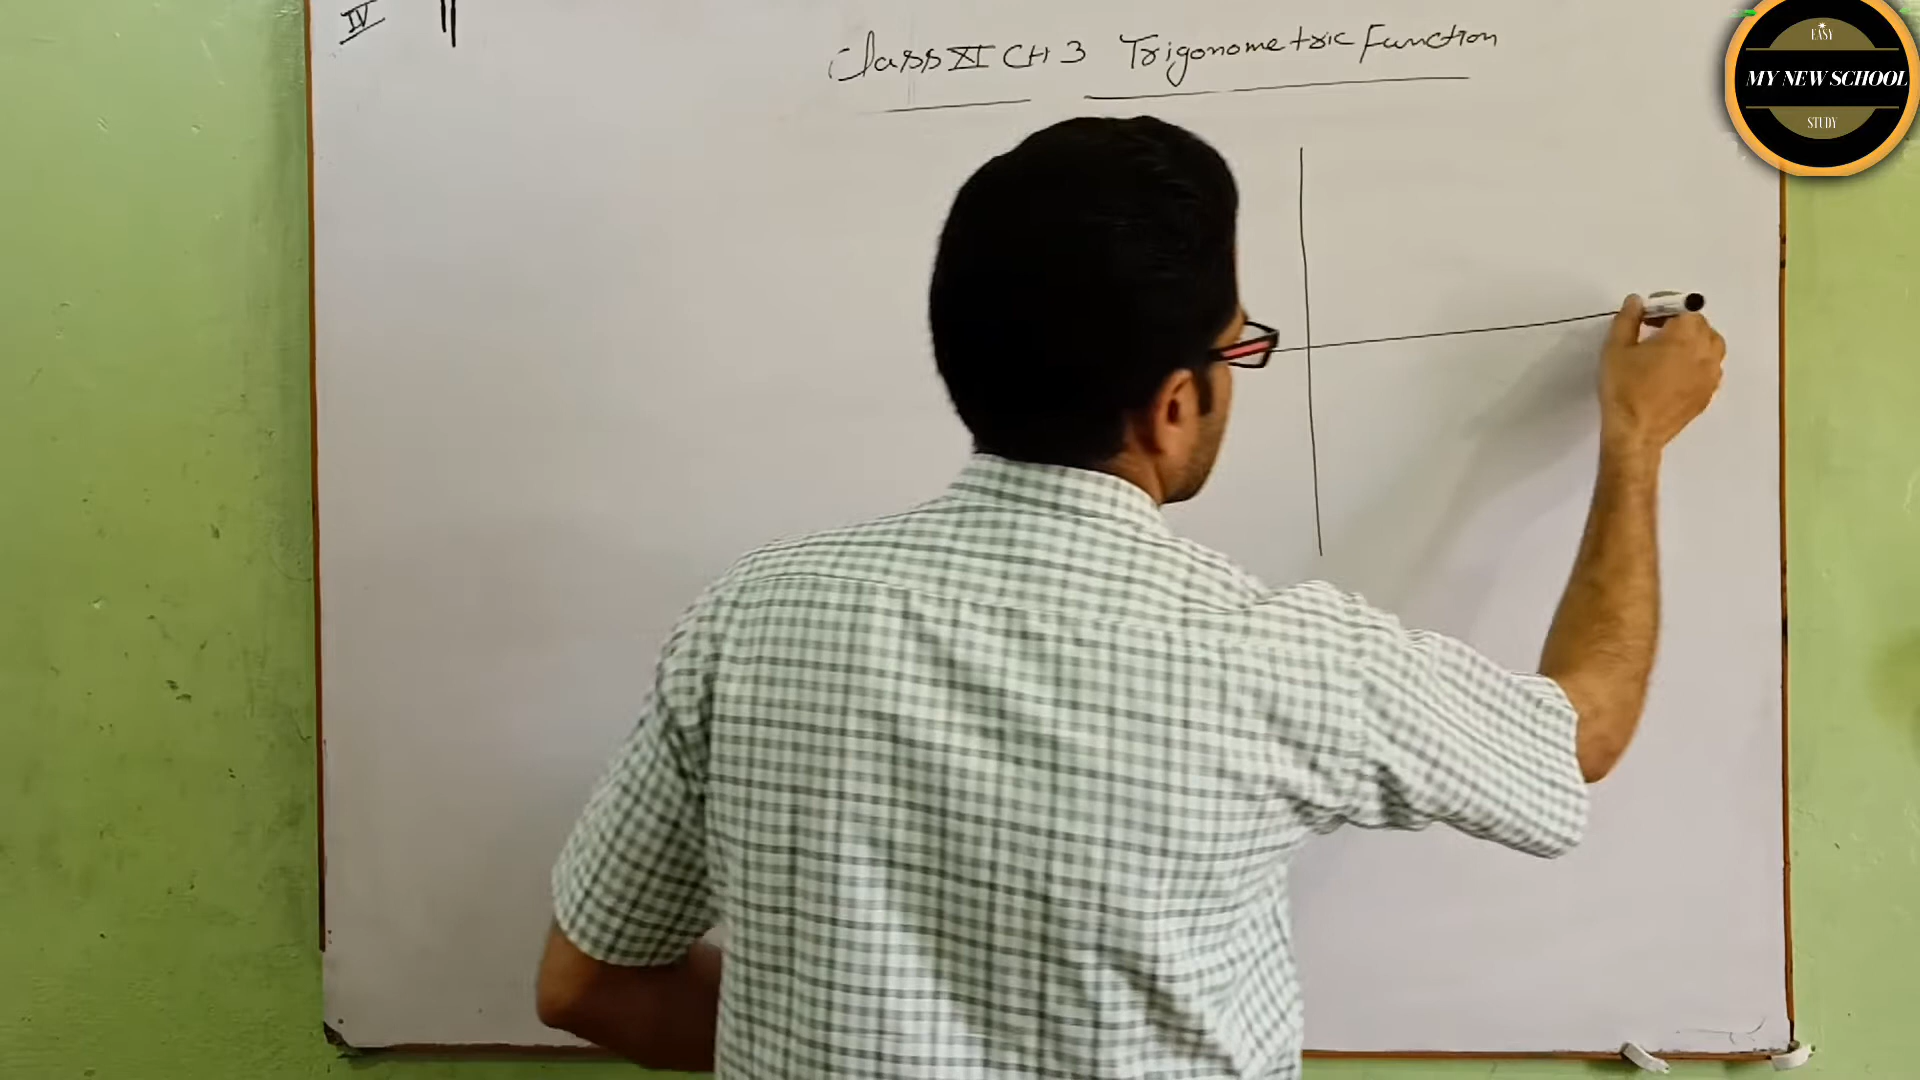 IV
Class XI CH 3 Trigonometric Function
EASY
MY NEW SCHOOL
STUDY